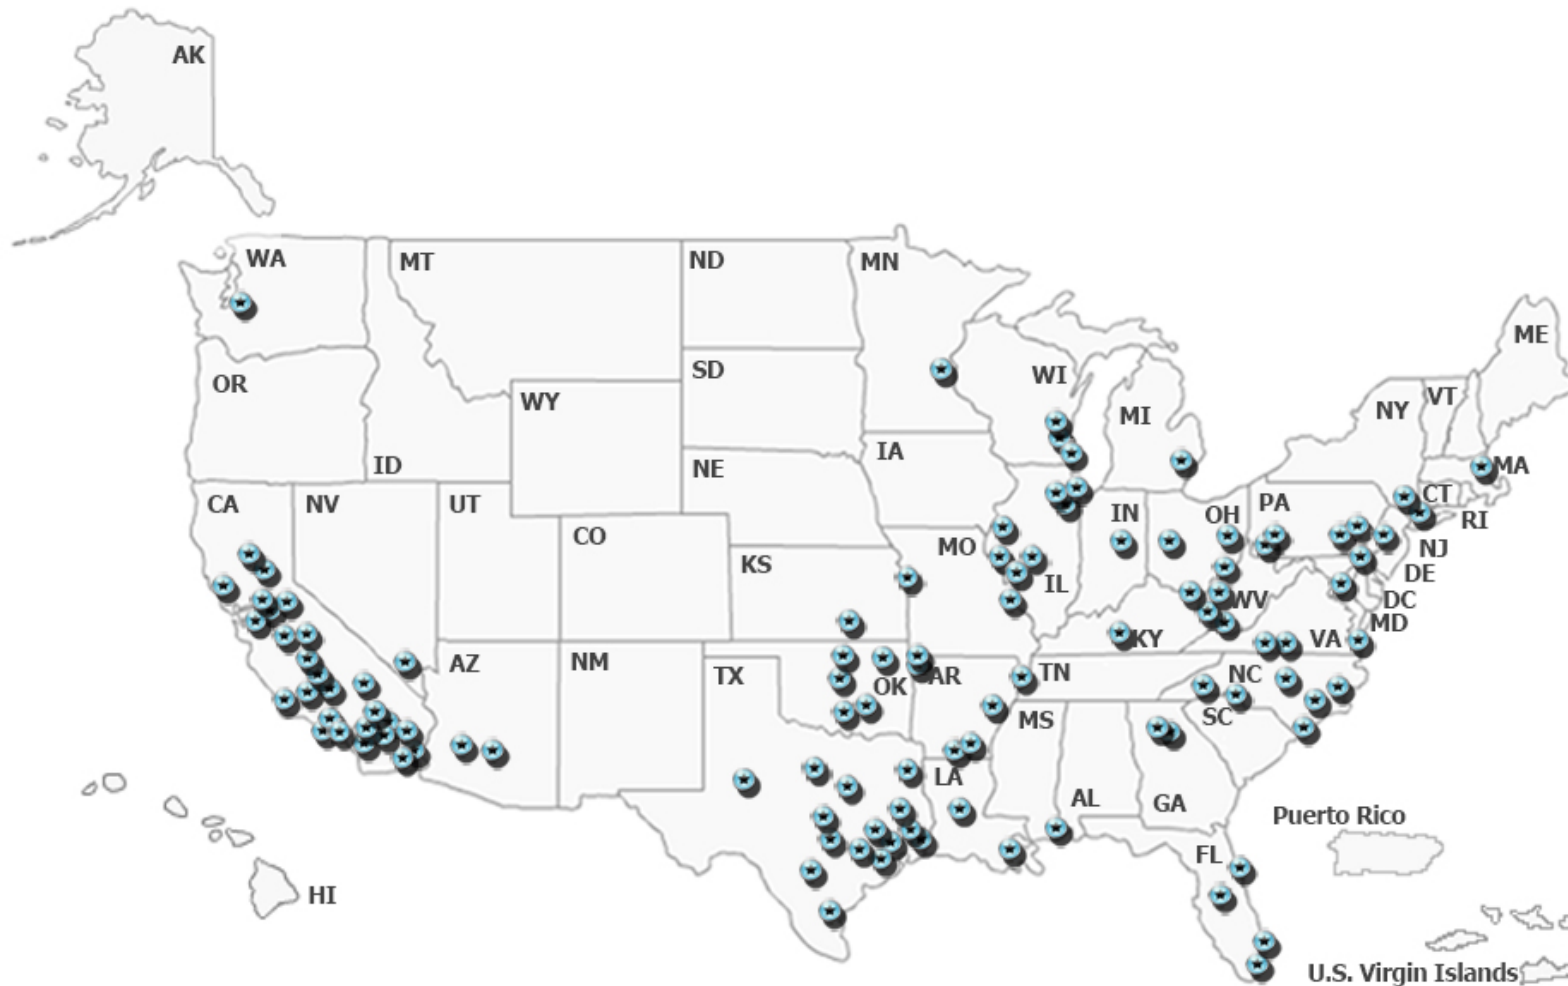 AK
WA
MT
ND
MN
ME
OR
SD
WI
WY
VT
NY
MI
IA
ID
NE
MA
CT
CA
NV
UT
PA
IN
OH
RI
CO
MO
NJ
KS
DE
IL
WV
DC
MD
KY
VA
AZ
NM
TX
OK
AR
TN
NC
MS
SC
LA
AL
GA
Puerto Rico
FL
HI
U.S. Virgin Islands